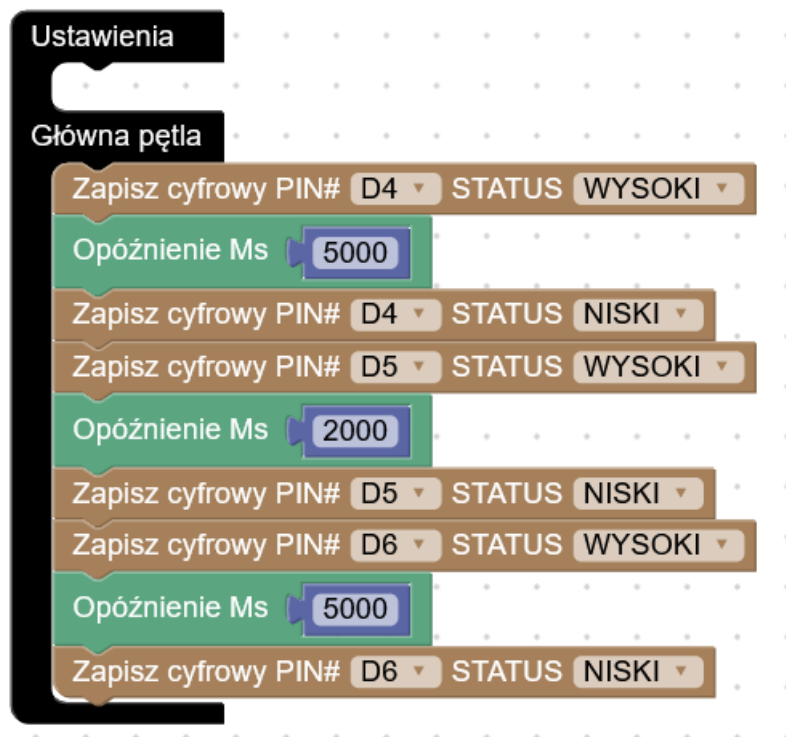 Ustawienia
Główna pętla
Zapisz cyfrowy PIN# D4 STATUS WYSOKI
Opóźnienie Ms 5000
Zapisz cyfrowy PIN# D4 STATUS NISKI
Zapisz cyfrowy PIN# D5 STATUS WYSOKI
Opóźnienie Ms 2000
Zapisz cyfrowy PIN# D5 STATUS NISKI
Zapisz cyfrowy PIN# D6 STATUS WYSOKI
Opóźnienie Ms 5000
Zapisz cyfrowy PIN# D6 STATUS NISKI